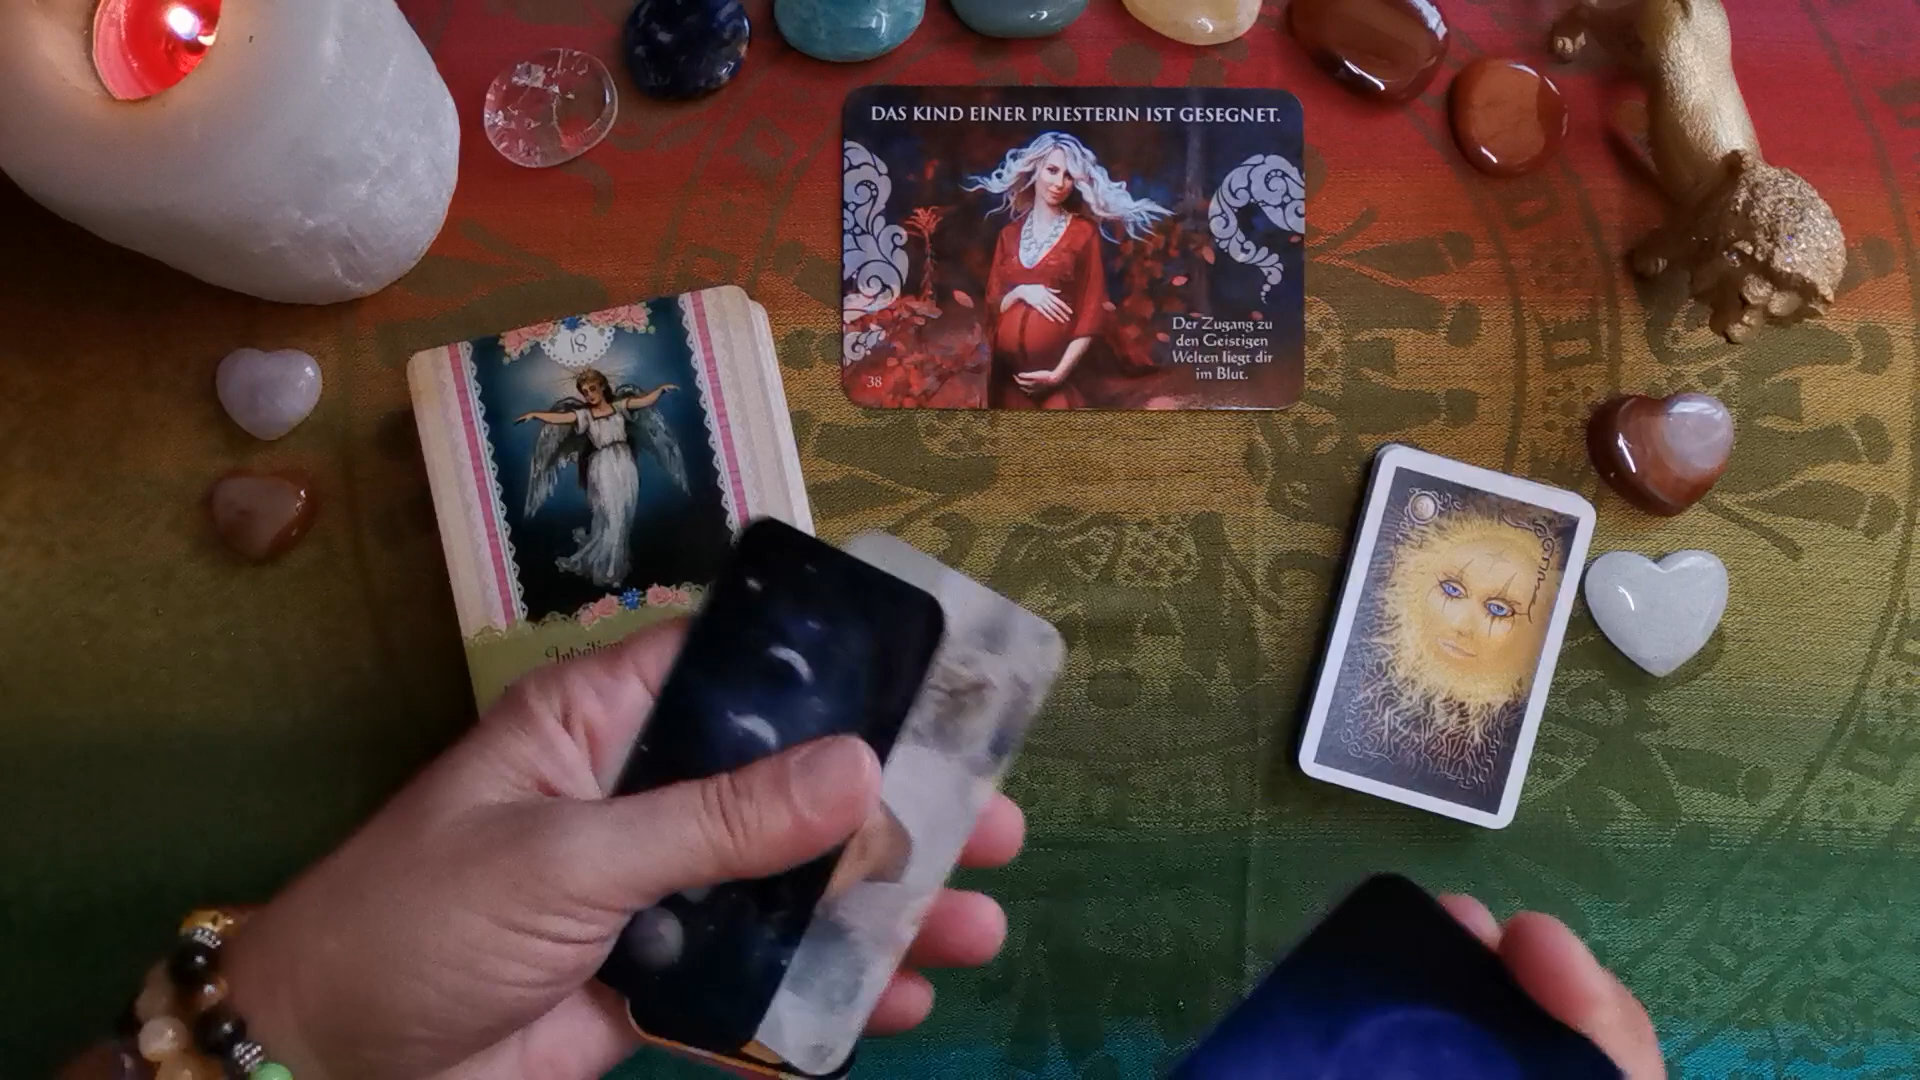 DAS KIND EINER PRIESTERIN IST GESEGNET.
Der Zugang zu
den Geistigen
Welten liegt dir
im Blut.
38
18